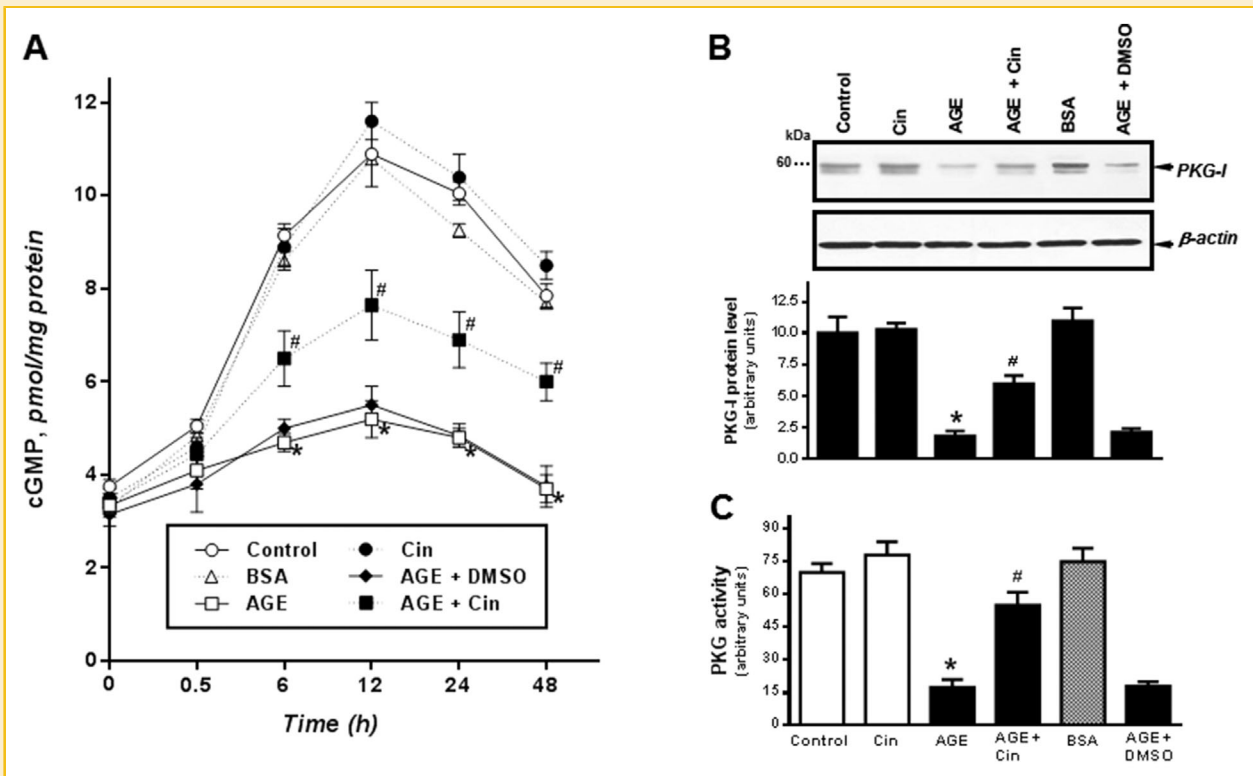 A
cGMP, pmol/mg protein
12
10
8
6
4
2
0
0 0.5 6 12 24 48
Time (h)
#
#
#
#
*
*
*
*
Control
BSA
AGE
Cin
AGE + DMSO
AGE + Cin
B
Control
Cin
AGE
AGE + Cin
BSA
AGE + DMSO
kDa
60
PKG-I
β-actin
PKG-I protein level
(arbitrary units)
12.5
10.0
7.5
5.0
2.5
0.0
*
#
C
PKG activity
(arbitrary units)
90
75
60
45
30
15
0
*
#
Control
Cin
AGE
AGE+
Cin
BSA
AGE+
DMSO